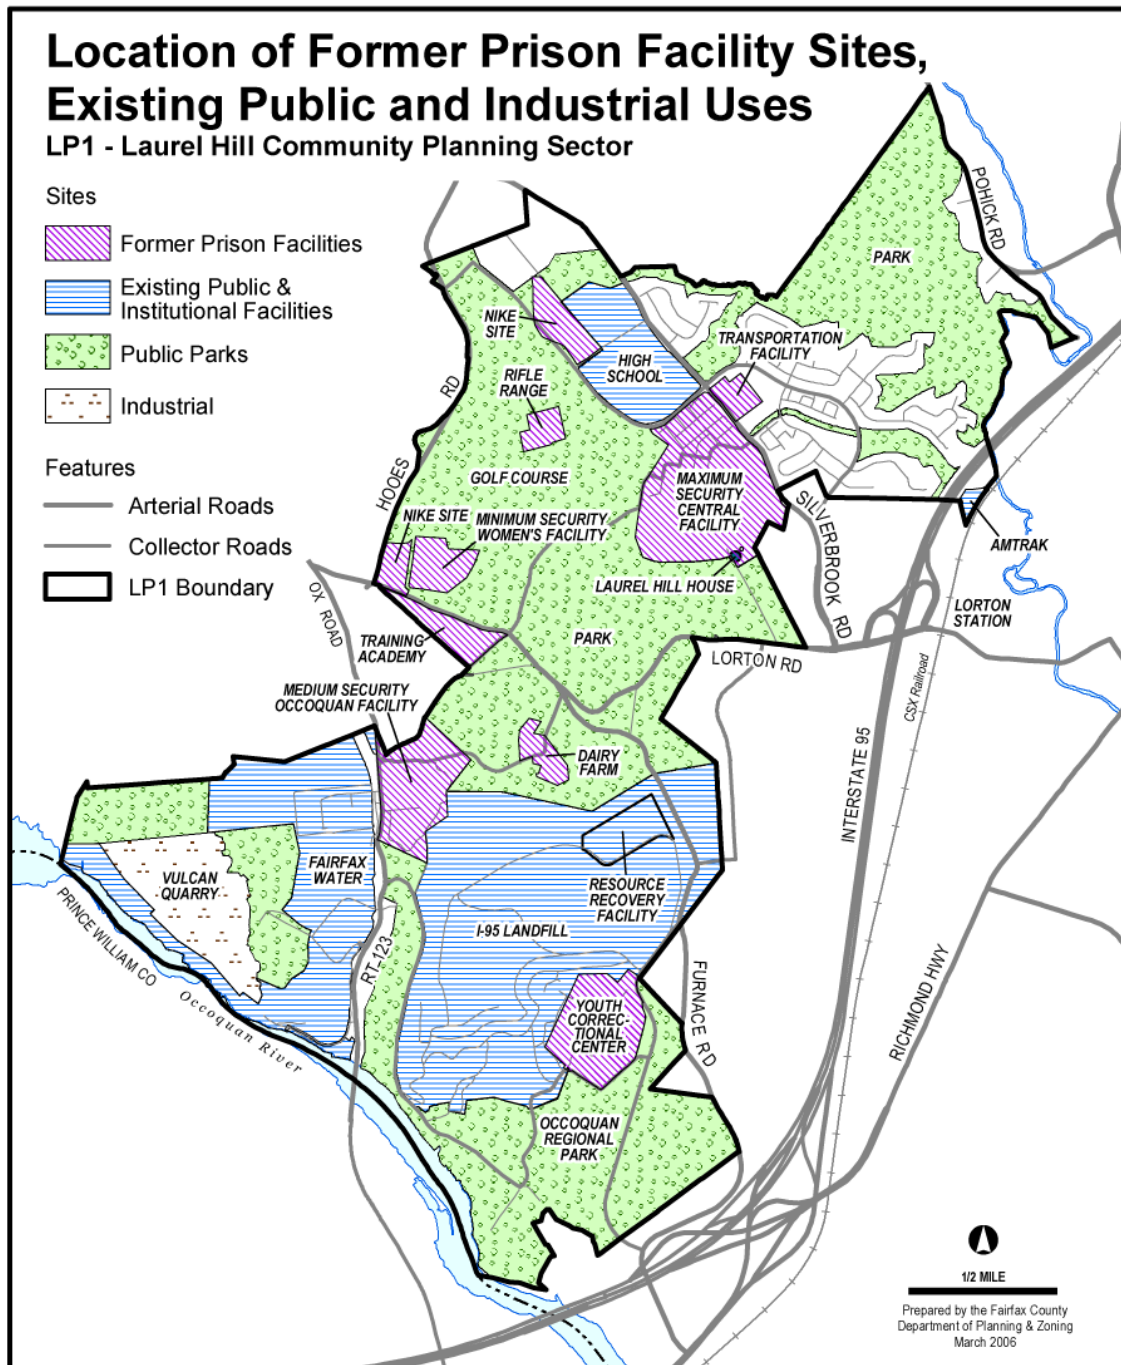 Location of Former Prison Facility Sites,
Existing Public and Industrial Uses
LP1 - Laurel Hill Community Planning Sector
Sites
Former Prison Facilities
Existing Public &
Institutional Facilities
Public Parks
Industrial
Features
Arterial Roads
Collector Roads
LP1 Boundary
POHICK RD
PARK
NIKE
SITE
TRANSPORTATION
FACILITY
HIGH
SCHOOL
RIFLE
RANGE
HOOES RD
GOLF COURSE
MAXIMUM
SECURITY
CENTRAL
FACILITY
SILVERBROOK RD
NIKE SITE
MINIMUM SECURITY
WOMEN'S FACILITY
AMTRAK
LAUREL HILL HOUSE
OX ROAD
LORTON
STATION
TRAINING
ACADEMY
PARK
LORTON RD
CSX Railroad
MEDIUM SECURITY
OCCOQUAN FACILITY
DAIRY
FARM
INTERSTATE 95
FAIRFAX
WATER
VULCAN
QUARRY
RESOURCE
RECOVERY
FACILITY
PRINCE WILLIAM CO
I-95 LANDFILL
RT-123
Occoquan River
FURNACE RD
RICHMOND HWY
YOUTH
CORREC-
TIONAL
CENTER
OCCOQUAN
REGIONAL
PARK
1/2 MILE
Prepared by the Fairfax County
Department of Planning & Zoning
March 2006